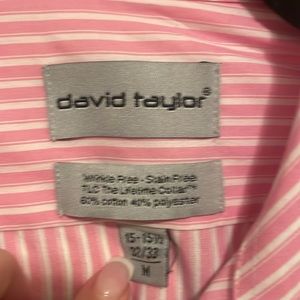 david taylor®
Wrinkle Free - Stain Free
TLC The Lifetime Collar™
60% cotton 40% polyester
15-15½
32/33
M